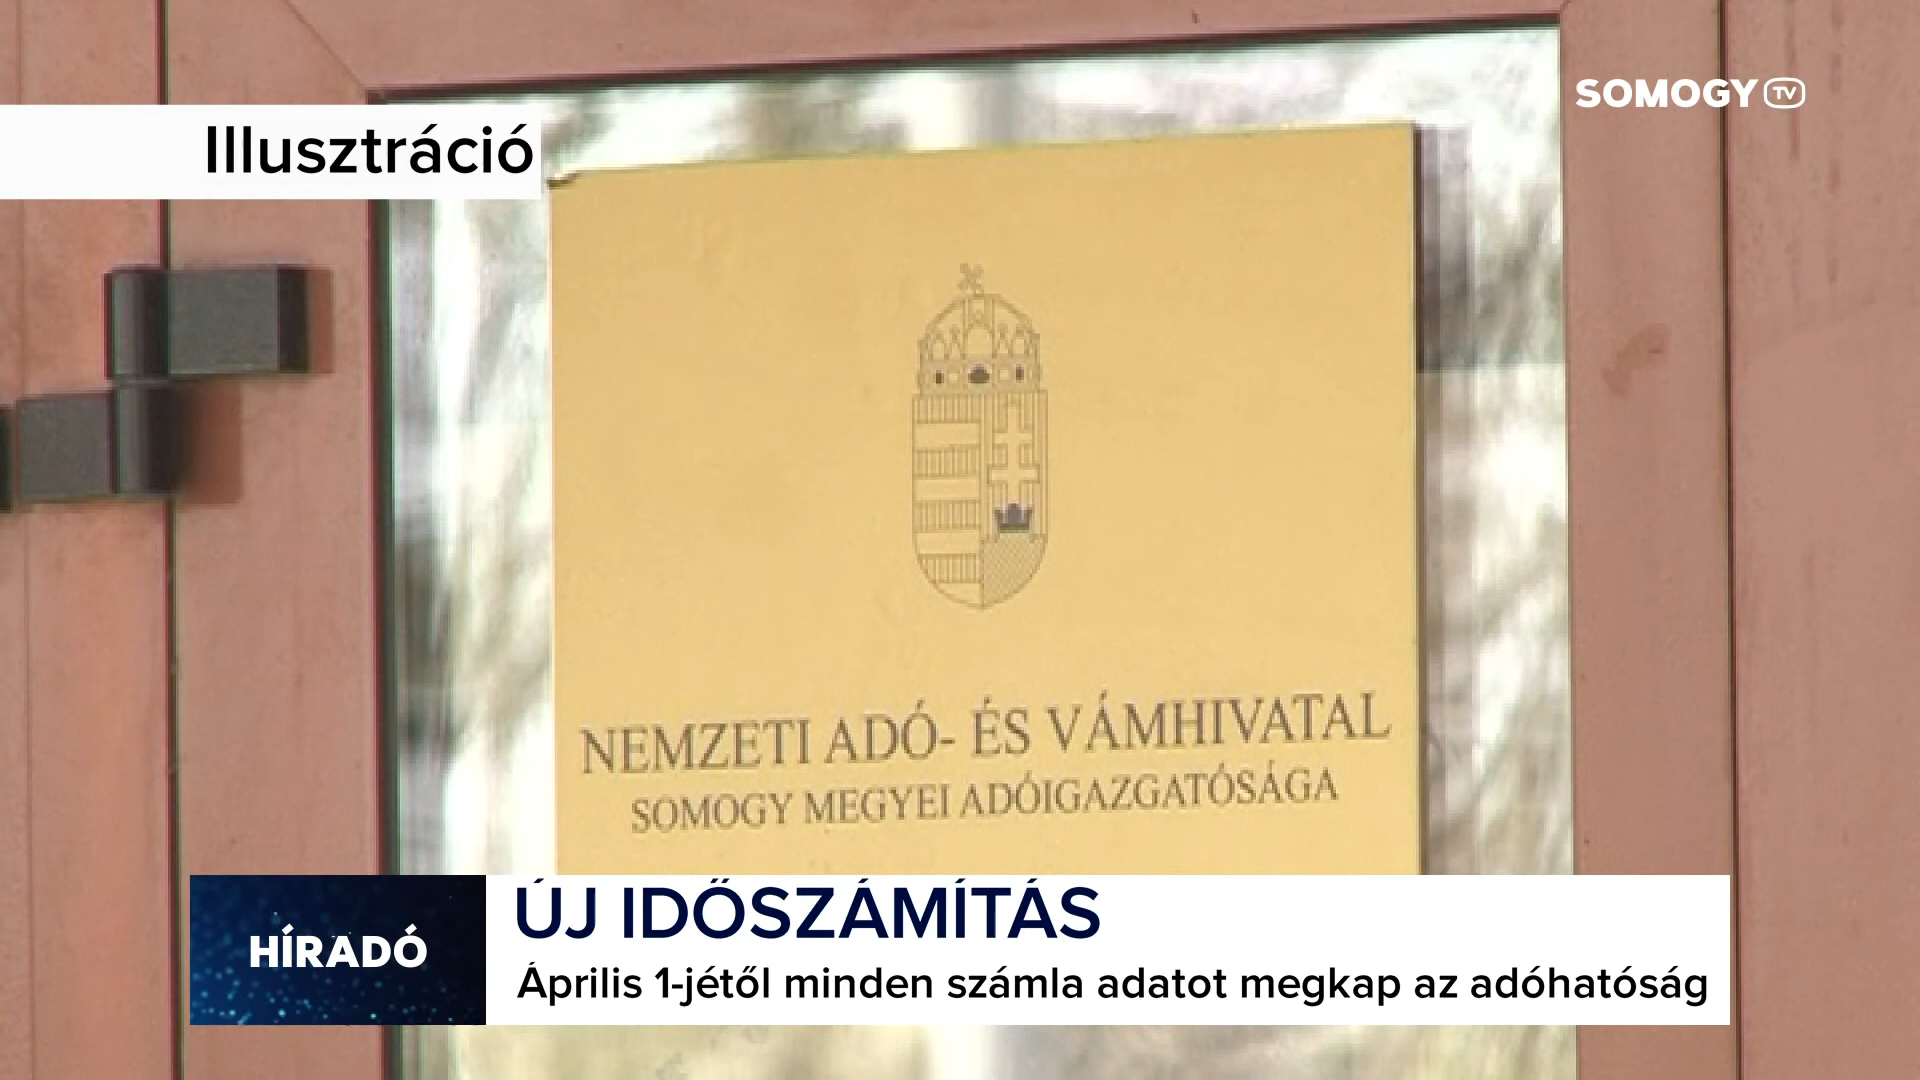 SOMOGY TV
Illusztráció
NEMZETI ADÓ- ÉS VÁMHIVATAL
SOMOGY MEGYEI ADÓIGAZGATÓSÁGA
HÍRADÓ
ÚJ IDŐSZÁMÍTÁS
Április 1-jétől minden számla adatot megkap az adóhatóság